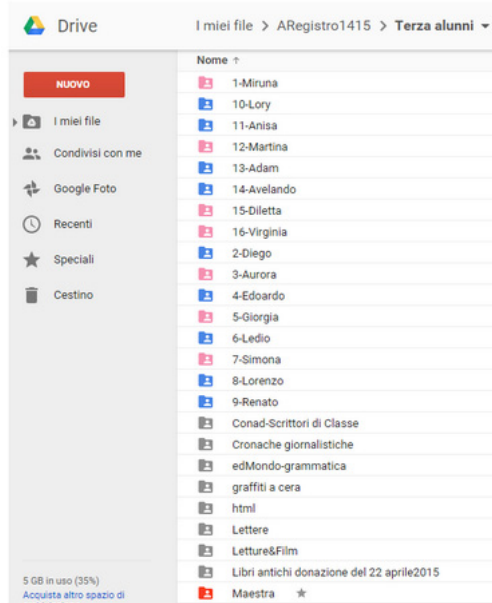 Drive
I miei file > ARegistro1415 > Terza alunni
NUOVO
I miei file
Condivisi con me
Google Foto
Recenti
Speciali
Cestino
5 GB in uso (35%)
Acquista altro spazio di
Nome ↑
1-Miruna
10-Lory
11-Anisa
12-Martina
13-Adam
14-Avelando
15-Diletta
16-Virginia
2-Diego
3-Aurora
4-Edoardo
5-Giorgia
6-Ledio
7-Simona
8-Lorenzo
9-Renato
Conad-Scrittori di Classe
Cronache giornalistiche
edMondo-grammatica
graffiti a cera
html
Lettere
Letture&Film
Libri antichi donazione del 22 aprile2015
Maestra